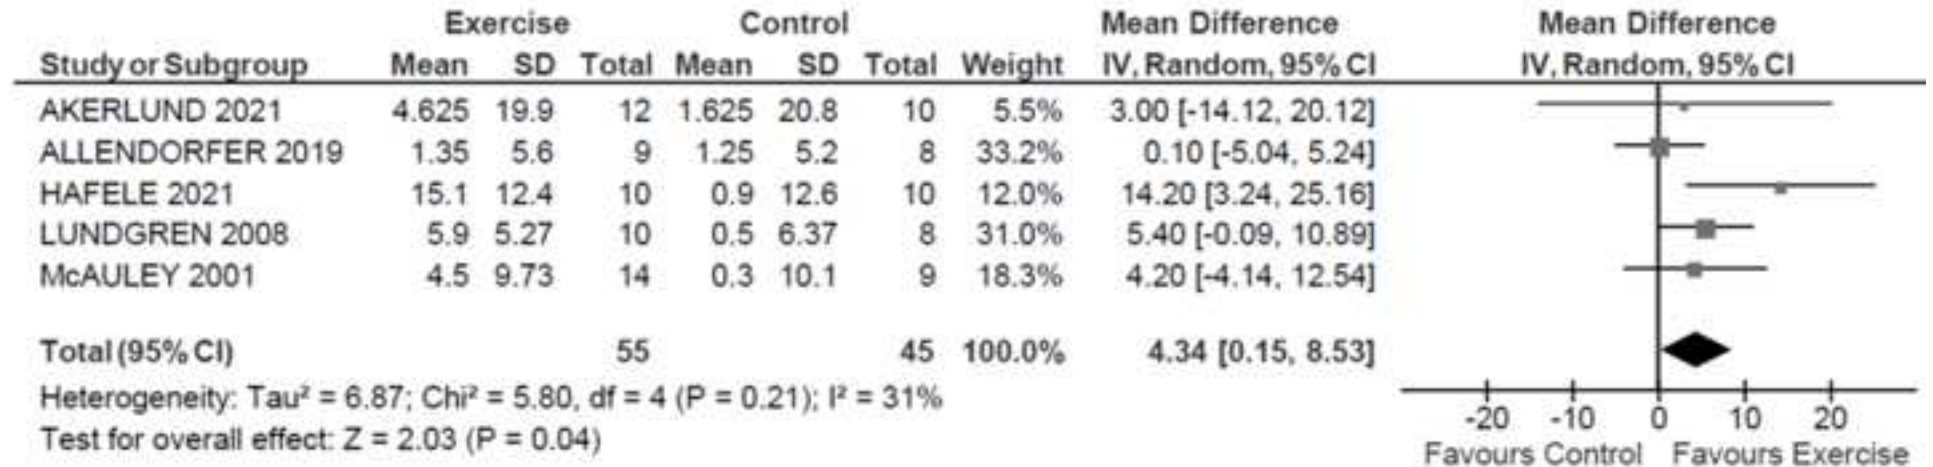 Exercise Control Mean Difference Mean Difference
Study or Subgroup Mean SD Total Mean SD Total Weight IV, Random, 95% CI IV, Random, 95% CI
AKERLUND 2021 4.625 19.9 12 1.625 20.8 10 5.5% 3.00 [-14.12, 20.12]
ALLENDORFER 2019 1.35 5.6 9 1.25 5.2 8 33.2% 0.10 [-5.04, 5.24]
HAFELE 2021 15.1 12.4 10 0.9 12.6 10 12.0% 14.20 [3.24, 25.16]
LUNDGREN 2008 5.9 5.27 10 0.5 6.37 8 31.0% 5.40 [-0.09, 10.89]
McAULEY 2001 4.5 9.73 14 0.3 10.1 9 18.3% 4.20 [-4.14, 12.54]
Total (95% CI) 55 45 100.0% 4.34 [0.15, 8.53]
Heterogeneity: Tau² = 6.87; Chi² = 5.80, df = 4 (P = 0.21); I² = 31%
Test for overall effect: Z = 2.03 (P = 0.04)
-20 -10 0 10 20
Favours Control Favours Exercise